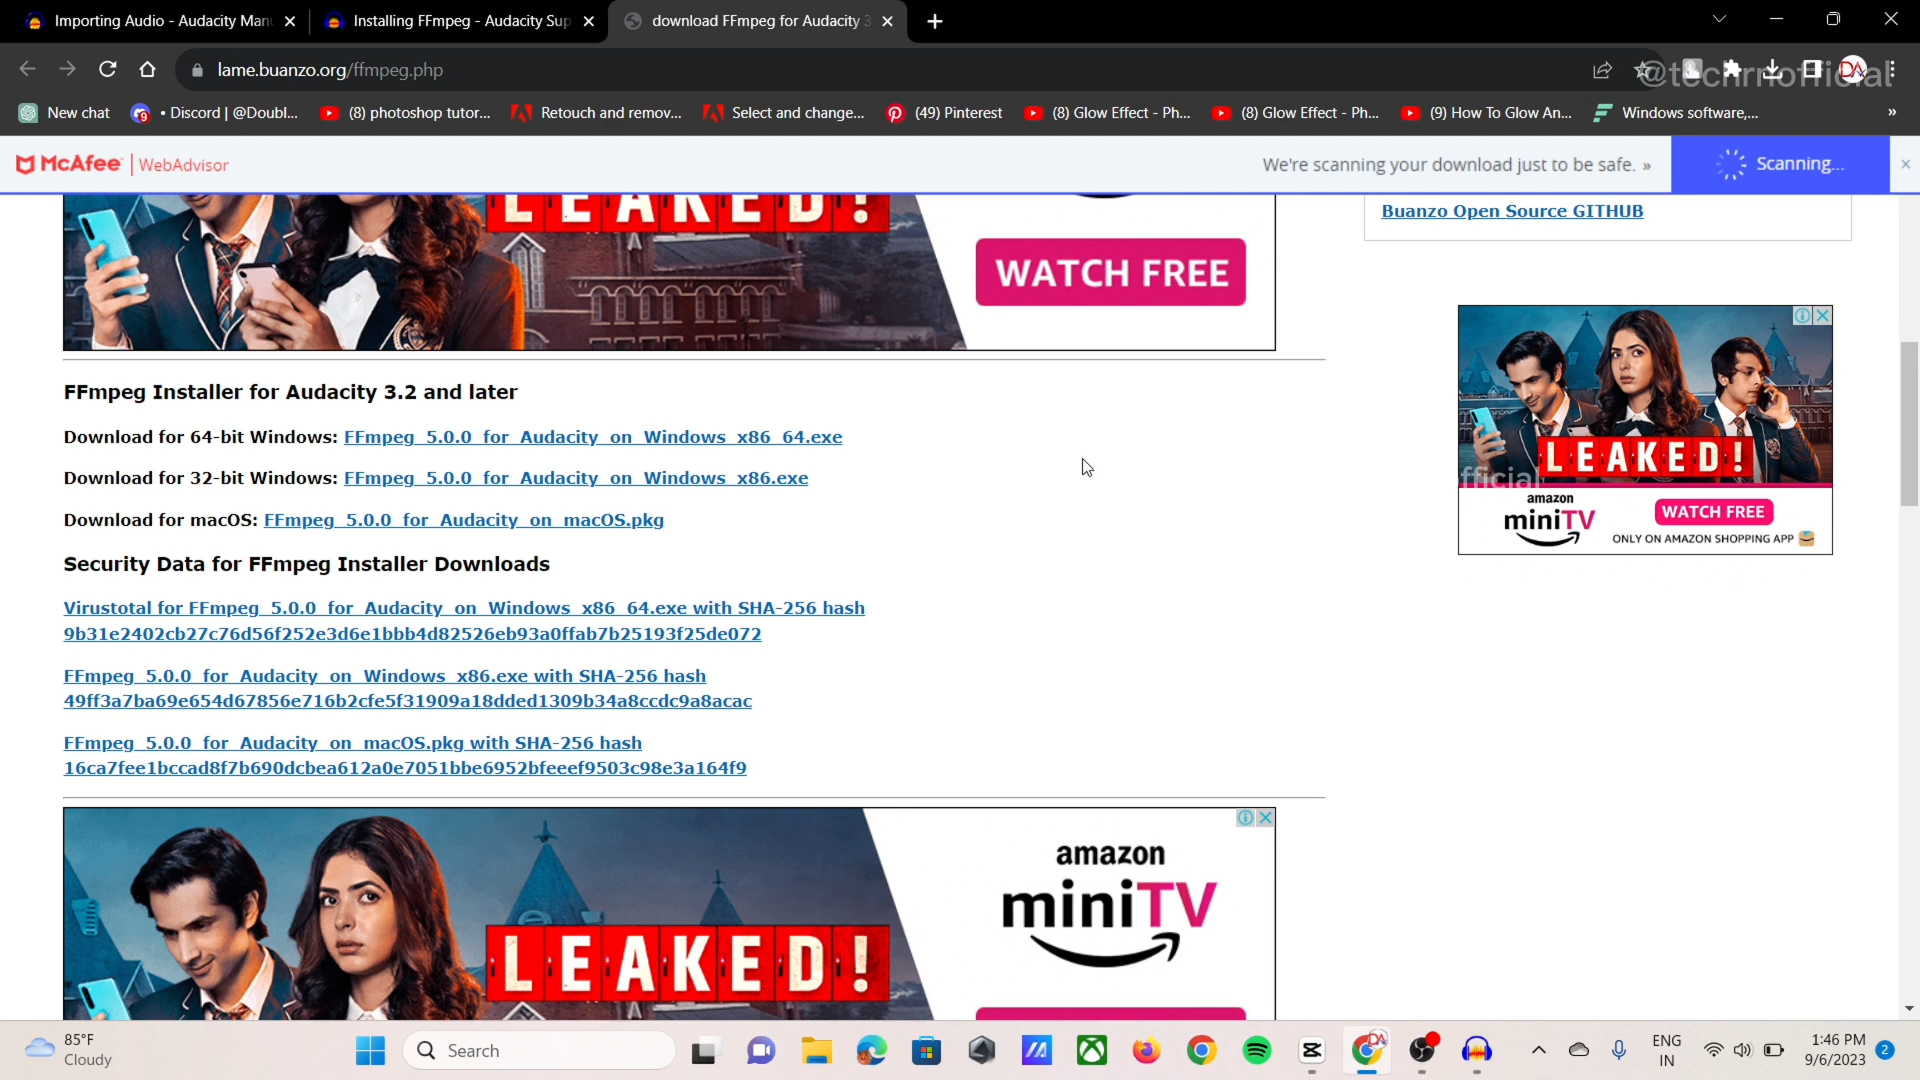 Importing Audio - Audacity Man
Installing FFmpeg - Audacity Sup
download FFmpeg for Audacity 3
lame.buanzo.org/ffmpeg.php
@techrrnofficial
New chat
• Discord | @Doubl...
(8) photoshop tutor...
Retouch and remov...
Select and change...
(49) Pinterest
(8) Glow Effect - Ph...
(8) Glow Effect - Ph...
(9) How To Glow An...
Windows software,...
»
McAfee | WebAdvisor
We're scanning your download just to be safe. »
Scanning...
LEAKED!
WATCH FREE
Buanzo Open Source GITHUB
FFmpeg Installer for Audacity 3.2 and later
Download for 64-bit Windows: FFmpeg_5.0.0_for_Audacity_on_Windows_x86_64.exe
Download for 32-bit Windows: FFmpeg_5.0.0_for_Audacity_on_Windows_x86.exe
Download for macOS: FFmpeg_5.0.0_for_Audacity_on_macOS.pkg
LEAKED!
fficial
amazon
miniTV
WATCH FREE
ONLY ON AMAZON SHOPPING APP
Security Data for FFmpeg Installer Downloads
Virustotal for FFmpeg_5.0.0_for_Audacity_on_Windows_x86_64.exe with SHA-256 hash
9b31e2402cb27c76d56f252e3d6e1bbb4d82526eb93a0ffab7b25193f25de072
FFmpeg_5.0.0_for_Audacity_on_Windows_x86.exe with SHA-256 hash
49ff3a7ba69e654d67856e716b2cfe5f31909a18dded1309b34a8ccdc9a8acac
FFmpeg_5.0.0_for_Audacity_on_macOS.pkg with SHA-256 hash
16ca7fee1bccad8f7b690dcbea612a0e7051bbe6952bfeeef9503c98e3a164f9
LEAKED!
amazon
miniTV
85°F
Cloudy
Search
ENG
IN
1:46 PM
9/6/2023
2